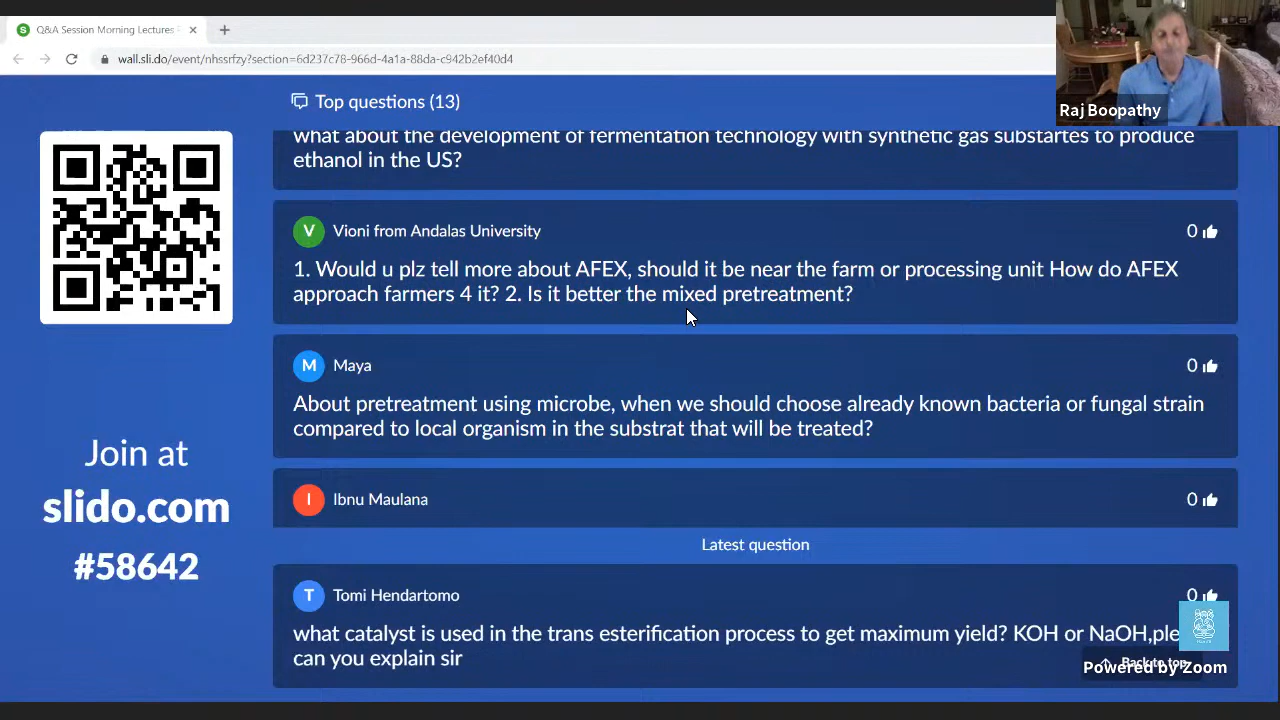 Q&A Session Morning Lectures
wall.sli.do/event/nhssrfzy?section=6d237c78-966d-4a1a-88da-c942b2ef40d4
Raj Boopathy
Top questions (13)
what about the development of fermentation technology with synthetic gas substartes to produce
ethanol in the US?
V
Vioni from Andalas University
0
1. Would u plz tell more about AFEX, should it be near the farm or processing unit How do AFEX
approach farmers 4 it? 2. Is it better the mixed pretreatment?
M
Maya
0
About pretreatment using microbe, when we should choose already known bacteria or fungal strain
compared to local organism in the substrat that will be treated?
I
Ibnu Maulana
0
Join at
slido.com
#58642
Latest question
T
Tomi Hendartomo
0
what catalyst is used in the trans esterification process to get maximum yield? KOH or NaOH,ple
can you explain sir
Back to top
Powered by Zoom